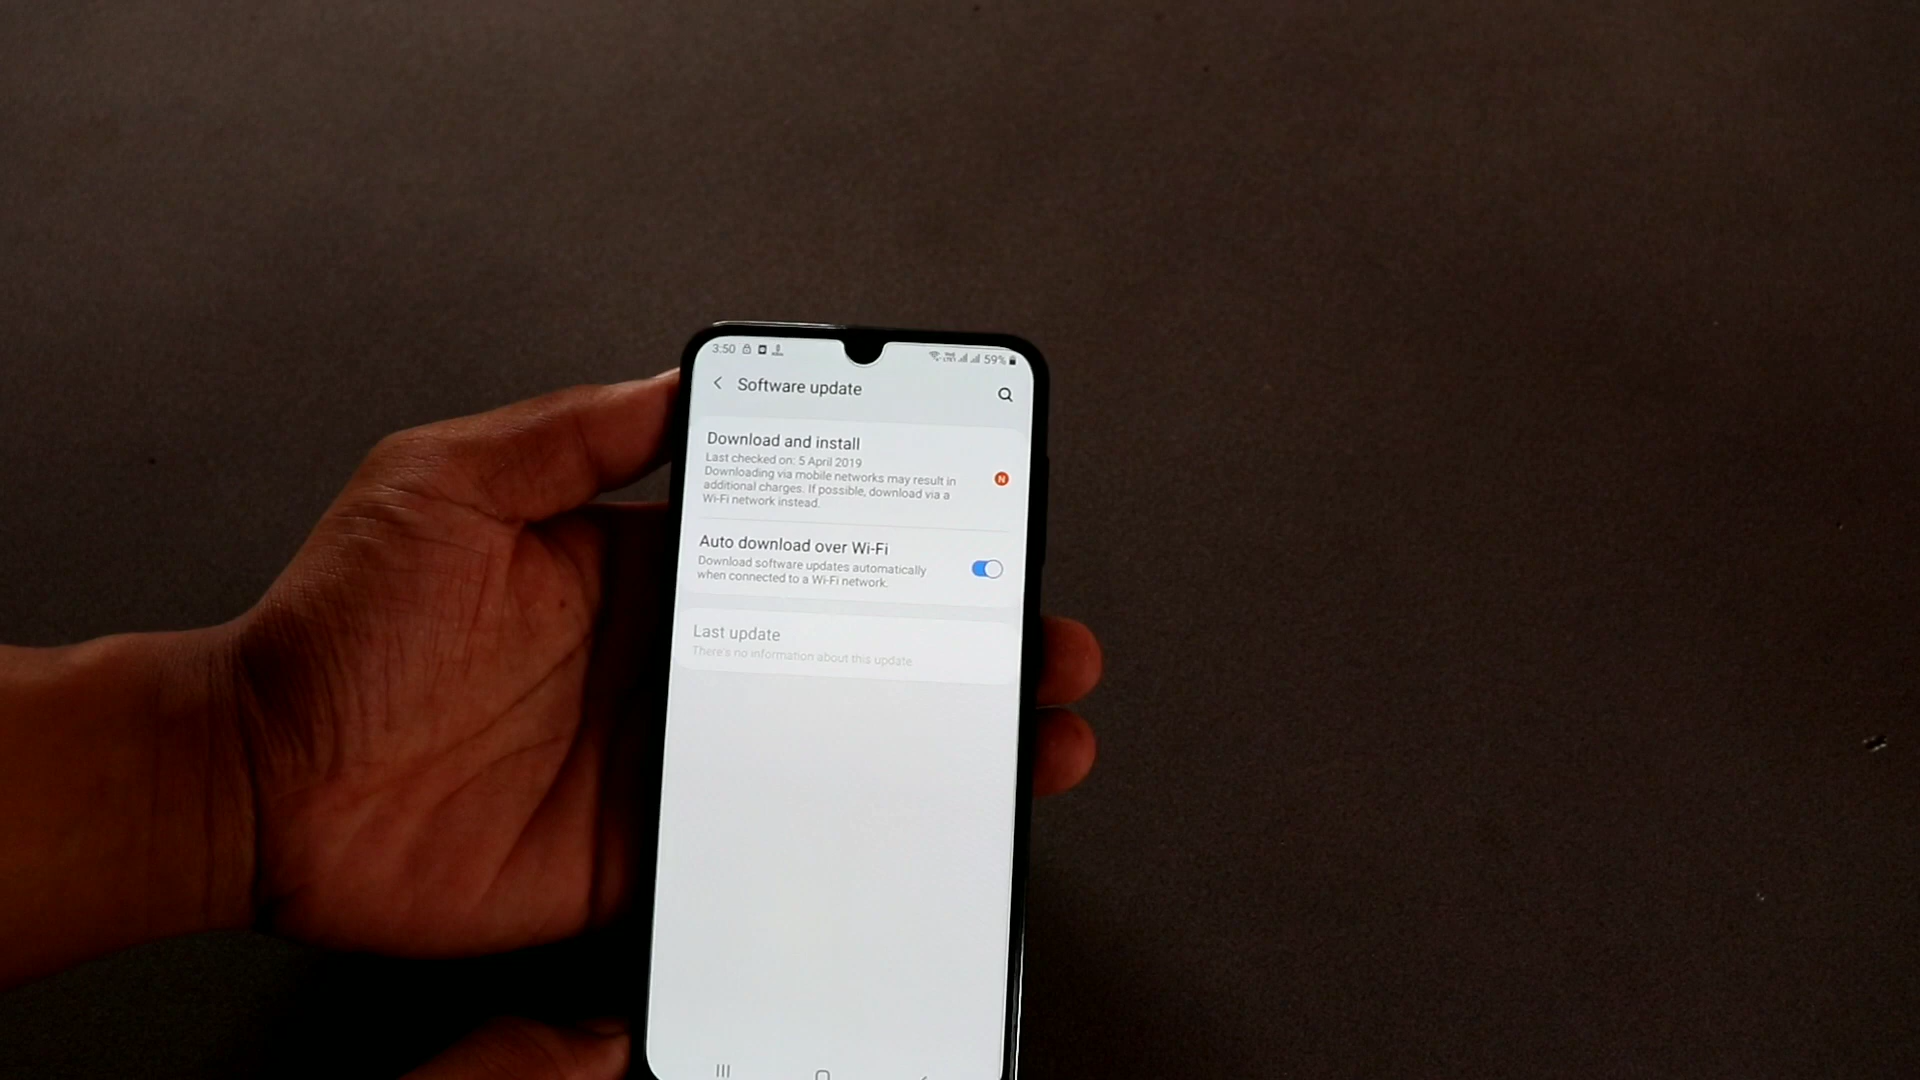 3:50
59%
Software update
Download and install
Last checked on: 5 April 2019
Downloading via mobile networks may result in
additional charges. If possible, download via a
Wi-Fi network instead.
N
Auto download over Wi-Fi
Download software updates automatically
when connected to a Wi-Fi network.
Last update
There's no information about this update